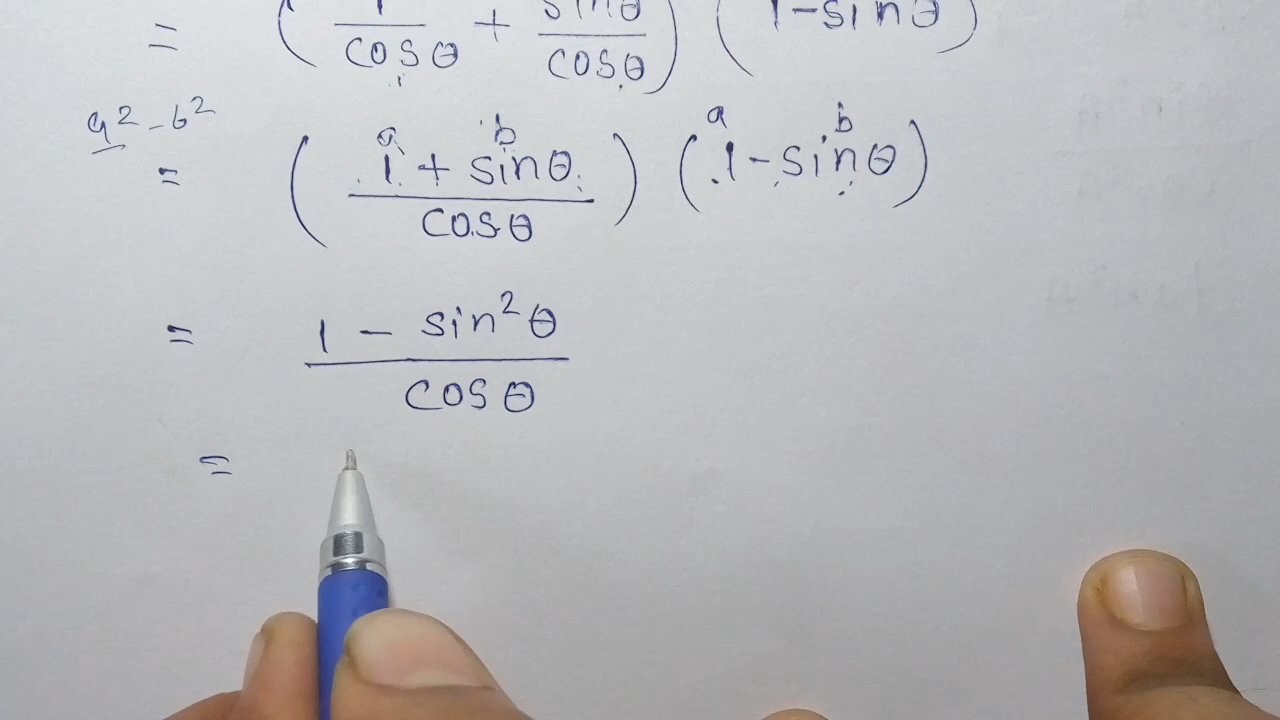 = ( 1/cosθ + sinθ/cosθ ) ( 1-sinθ )
a²-b²
a b a b
= ( 1 + sinθ / cosθ ) ( 1-sinθ )
= 1 - sin²θ / cosθ
=